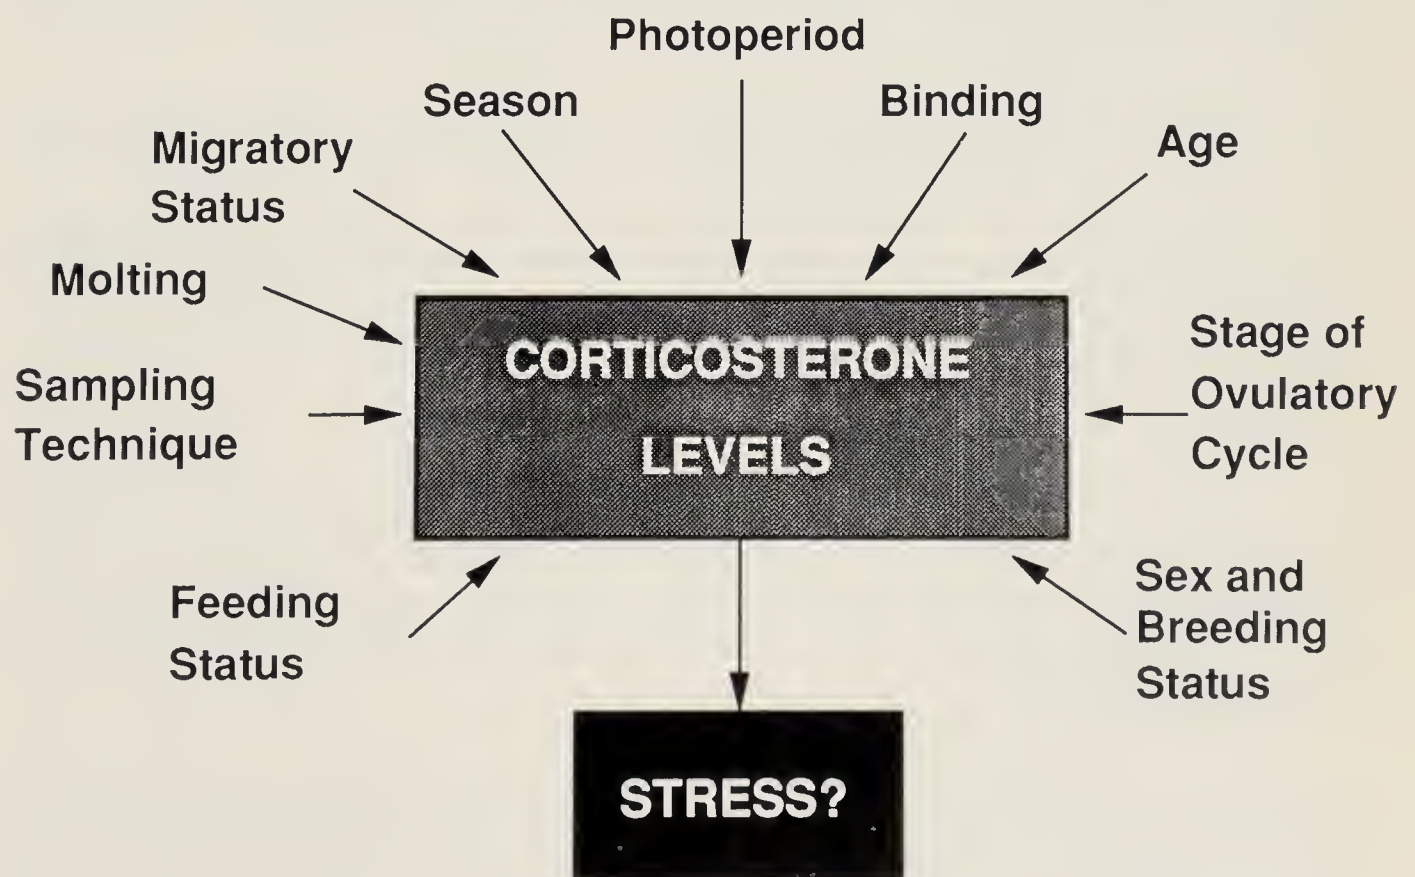 Photoperiod
Season
Binding
Migratory
Status
Age
Molting
CORTICOSTERONE
LEVELS
Stage of
Ovulatory
Cycle
Sampling
Technique
Feeding
Status
Sex and
Breeding
Status
STRESS?